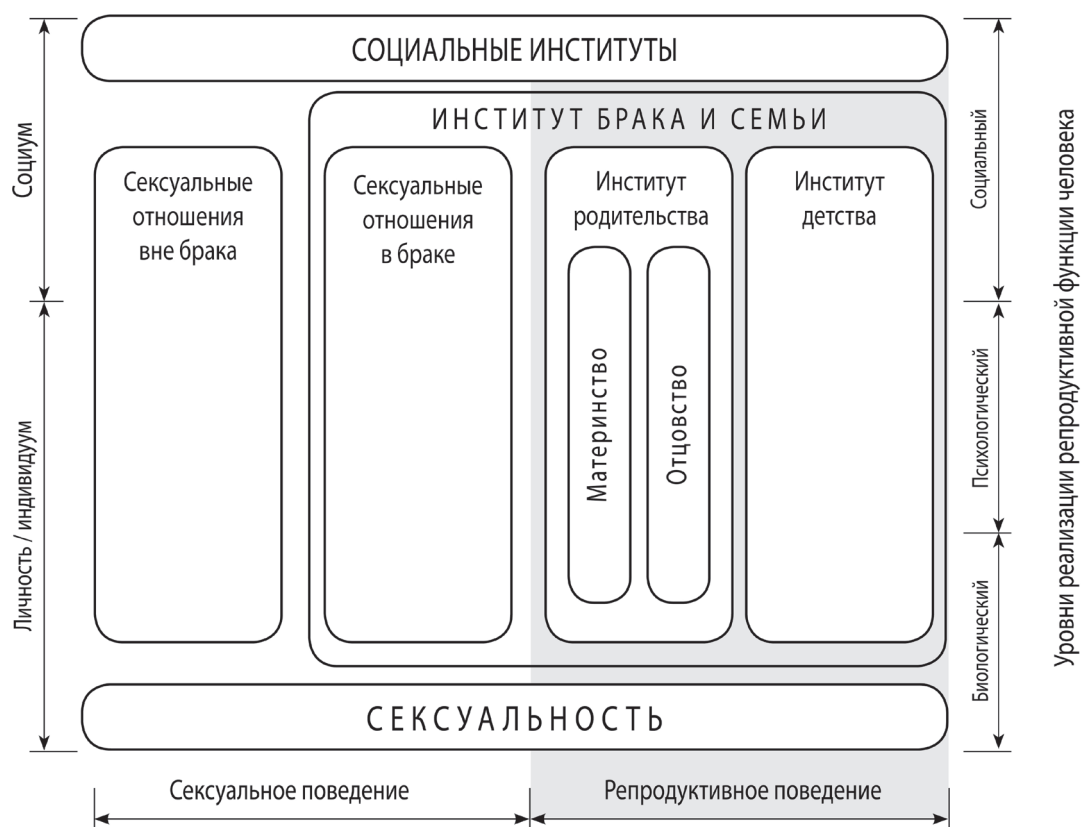 СОЦИАЛЬНЫЕ ИНСТИТУТЫ
ИНСТИТУТ БРАКА И СЕМЬИ
Социум
Личность / индивидуум
Сексуальные
отношения
вне брака
Сексуальные
отношения
в браке
Институт
родительства
Материнство
Отцовство
Институт
детства
Социальный
Психологический
Биологический
Уровни реализации репродуктивной функции человека
СЕКСУАЛЬНОСТЬ
Сексуальное поведение
Репродуктивное поведение